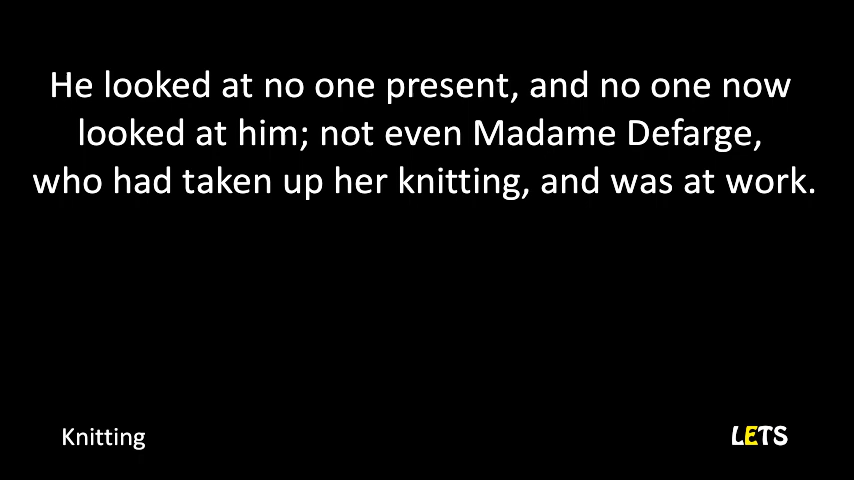 He looked at no one present, and no one now
looked at him; not even Madame Defarge,
who had taken up her knitting, and was at work.
Knitting
LETS